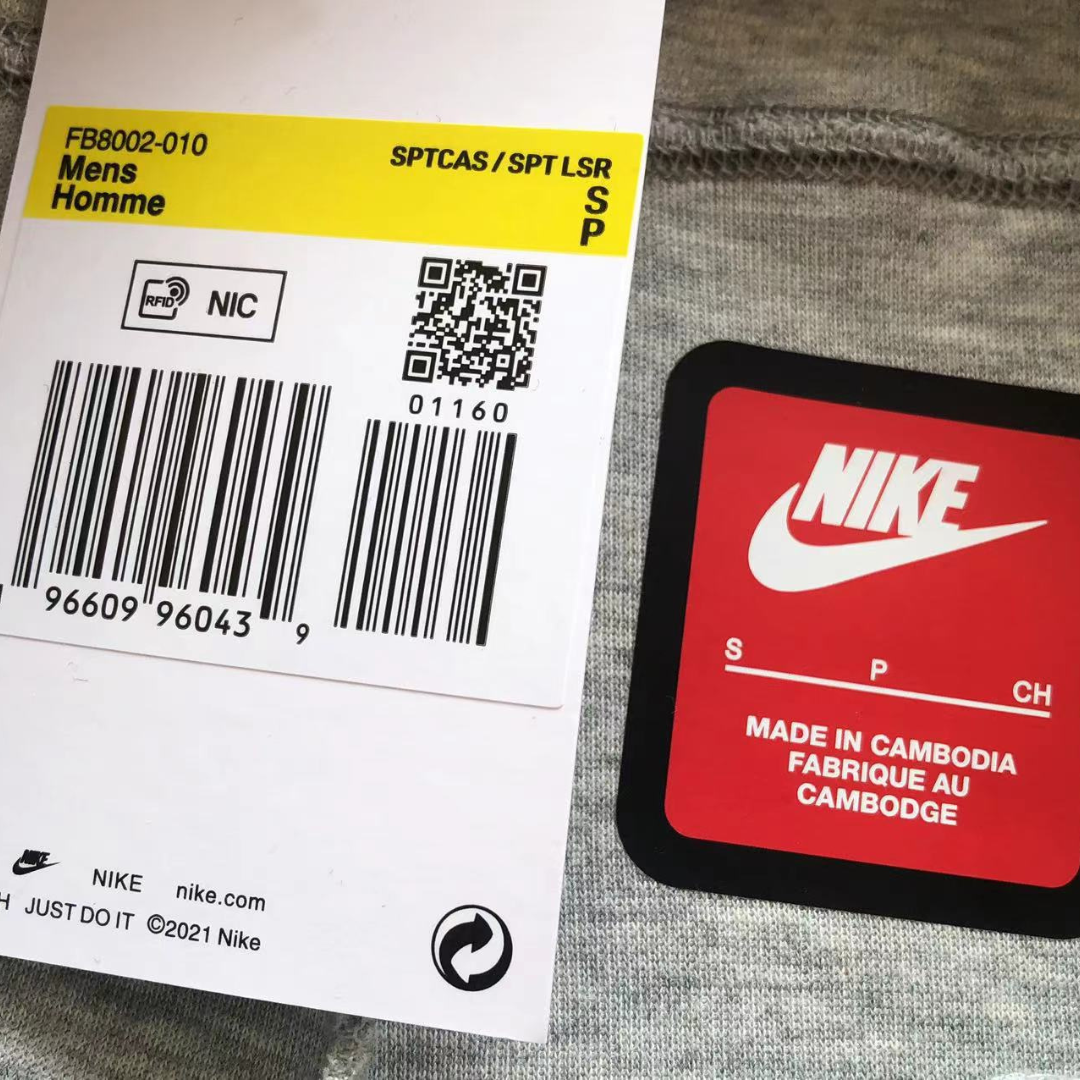 FB8002-010
Mens
Homme
SPTCAS / SPT LSR
S
P
RFID NIC
01160
96609 96043 9
NIKE NIKE nike.com
JUST DO IT ©2021 Nike
NIKE
S P CH
MADE IN CAMBODIA
FABRIQUE AU
CAMBODGE